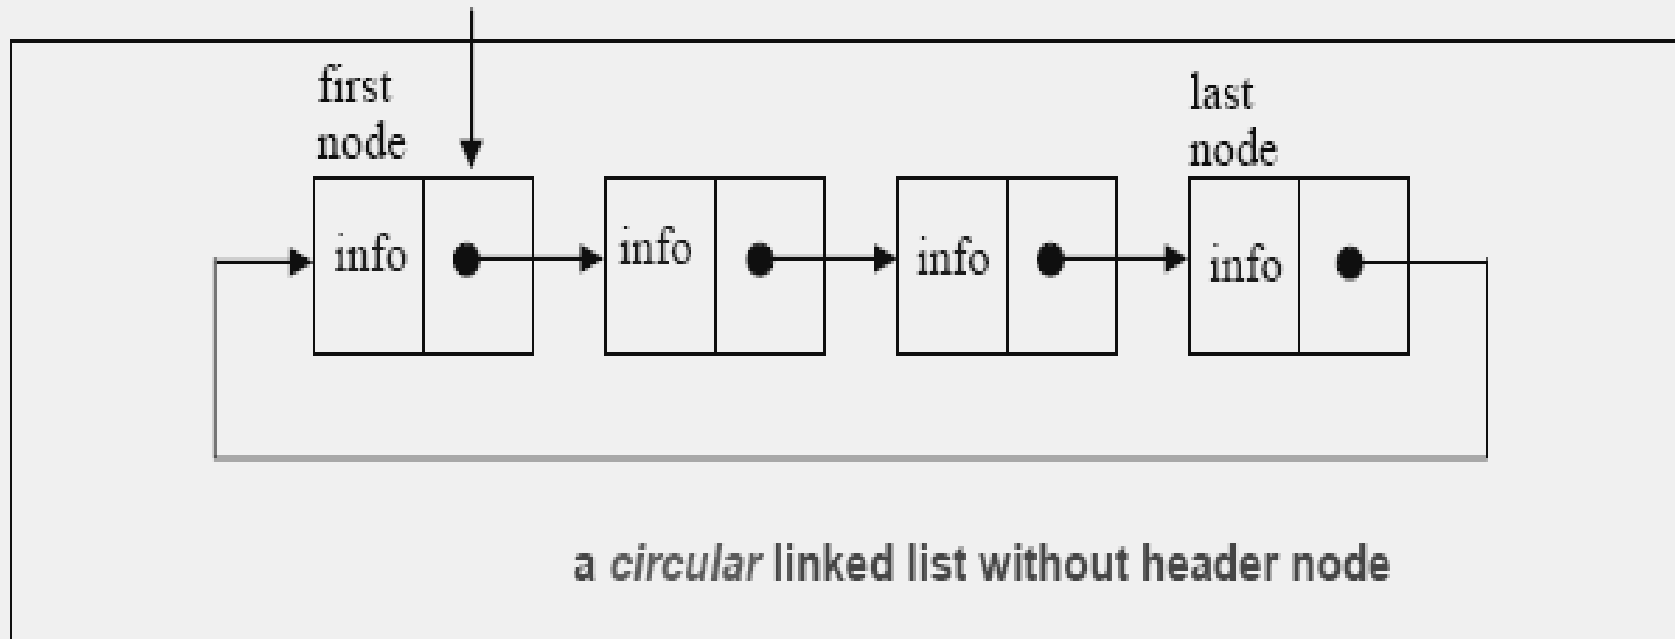 first
node
last
node
info
info
info
info
a circular linked list without header node